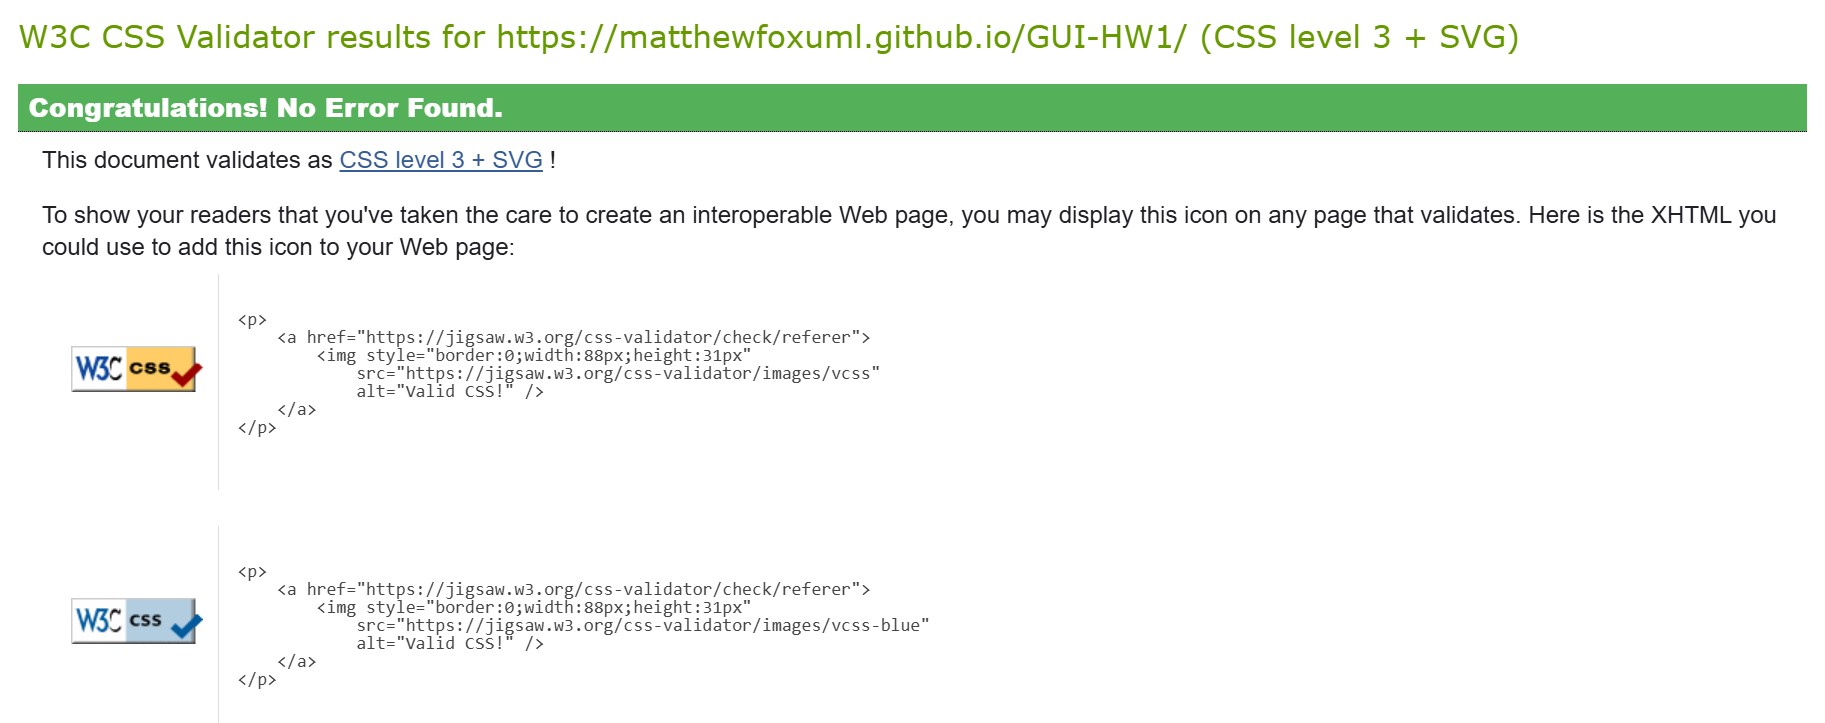 W3C CSS Validator results for https://matthewfoxuml.github.io/GUI-HW1/ (CSS level 3 + SVG)
Congratulations! No Error Found.
This document validates as CSS level 3 + SVG !
To show your readers that you've taken the care to create an interoperable Web page, you may display this icon on any page that validates. Here is the XHTML you
could use to add this icon to your Web page:
W3C css
<p>
    <a href="https://jigsaw.w3.org/css-validator/check/referer">
        <img style="border:0;width:88px;height:31px"
            src="https://jigsaw.w3.org/css-validator/images/vcss"
            alt="Valid CSS!" />
    </a>
</p>
W3C css
<p>
    <a href="https://jigsaw.w3.org/css-validator/check/referer">
        <img style="border:0;width:88px;height:31px"
            src="https://jigsaw.w3.org/css-validator/images/vcss-blue"
            alt="Valid CSS!" />
    </a>
</p>